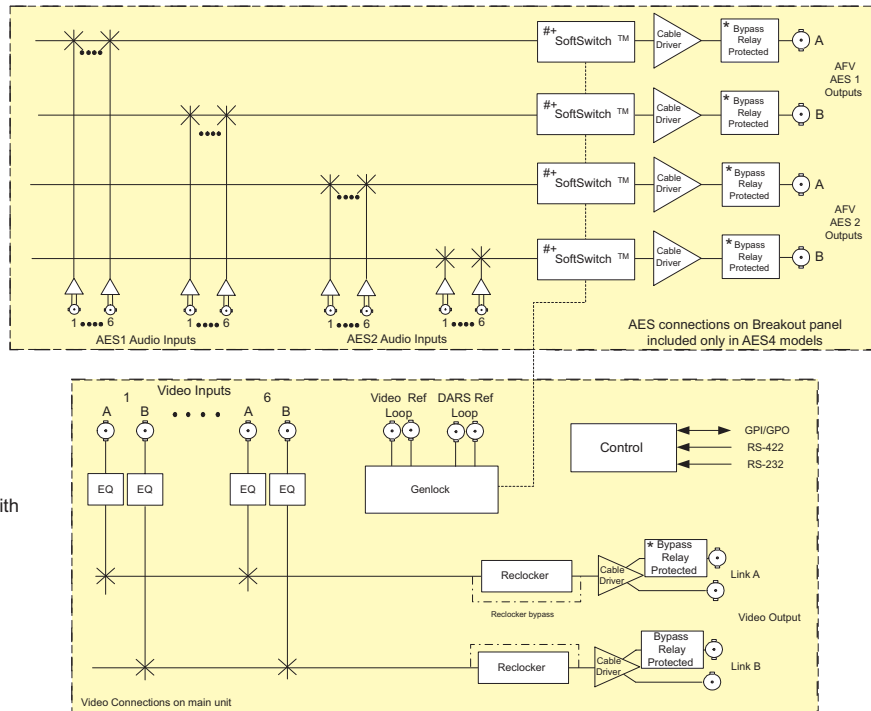 #+
SoftSwitch TM
Cable
Driver
* Bypass
Relay
Protected
A
#+
SoftSwitch TM
Cable
Driver
* Bypass
Relay
Protected
B
AFV
AES 1
Outputs
#+
SoftSwitch TM
Cable
Driver
* Bypass
Relay
Protected
A
#+
SoftSwitch TM
Cable
Driver
* Bypass
Relay
Protected
B
AFV
AES 2
Outputs
1 6
1 6
1 6
1 6
AES1 Audio Inputs
AES2 Audio Inputs
AES connections on Breakout panel
included only in AES4 models
1 Video Inputs 6
A B A B
EQ EQ EQ EQ
Video Ref
Loop
DARS Ref
Loop
Genlock
Control
GPI/GPO
RS-422
RS-232
ith
Reclocker
Reclocker bypass
Cable
Driver
* Bypass
Relay
Protected
Link A
Video Output
Reclocker
Cable
Driver
Bypass
Relay
Protected
Link B
Video Connections on main unit